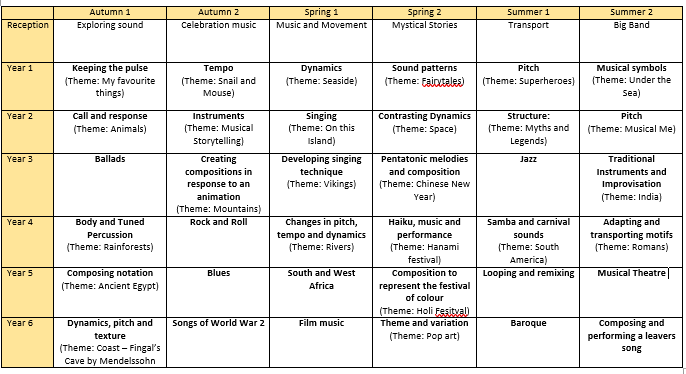 Autumn 1 Autumn 2 Spring 1 Spring 2 Summer 1 Summer 2
Reception Exploring sound Celebration music Music and Movement Mystical Stories Transport Big Band
Year 1 Keeping the pulse Tempo Dynamics Sound patterns Pitch Musical symbols
(Theme: My favourite (Theme: Snail and (Theme: Seaside) (Theme: Fairytales) (Theme: Superheroes) (Theme: Under the
things) Mouse) Sea)
Year 2 Call and response Instruments Singing Contrasting Dynamics Structure: Pitch
(Theme: Animals) (Theme: Musical (Theme: On this (Theme: Space) (Theme: Myths and (Theme: Musical Me)
Storytelling) Island) Legends)
Year 3 Ballads Creating Developing singing Pentatonic melodies Jazz Traditional
compositions in technique and composition Instruments and
response to an (Theme: Vikings) (Theme: Chinese New Improvisation
animation Year) (Theme: India)
(Theme: Mountains)
Year 4 Body and Tuned Rock and Roll Changes in pitch, Haiku, music and Samba and carnival Adapting and
Percussion tempo and dynamics performance sounds transporting motifs
(Theme: Rainforests) (Theme: Rivers) (Theme: Hanami (Theme: South (Theme: Romans)
festival) America)
Year 5 Composing notation Blues South and West Composition to Looping and remixing Musical Theatre
(Theme: Ancient Egypt) Africa represent the festival
of colour
(Theme: Holi Fesitval)
Year 6 Dynamics, pitch and Songs of World War 2 Film music Theme and variation Baroque Composing and
texture (Theme: Pop art) performing a leavers
(Theme: Coast – Fingal's song
Cave by Mendelssohn